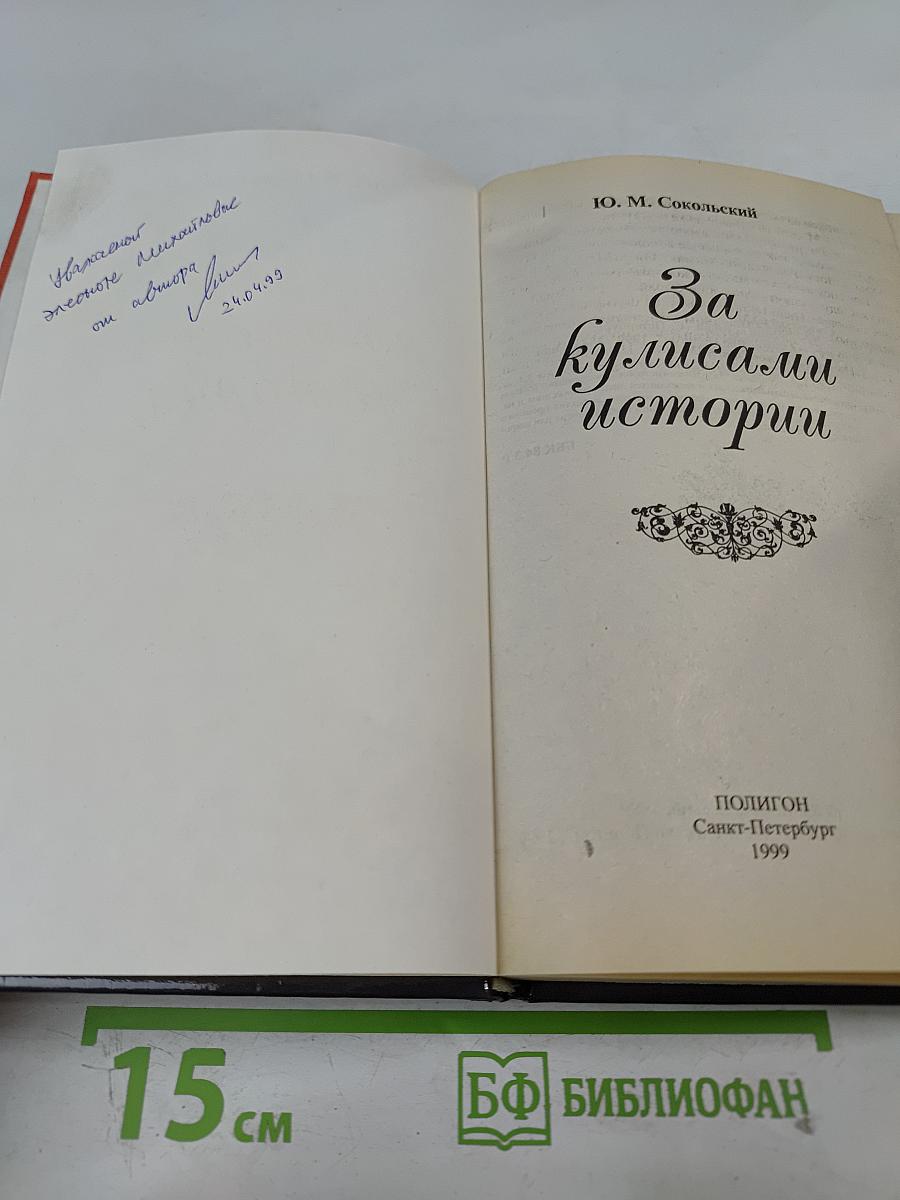 Уважаемой
Элеоноре Михайловне
от автора
24.04.99
Ю. М. Сокольский
За
кулисами
истории
ПОЛИГОН
Санкт-Петербург
1999
15 см
БФ БИБЛИОФАН